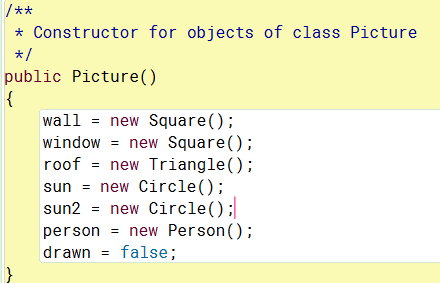 /**
 * Constructor for objects of class Picture
 */
public Picture()
{
    wall = new Square();
    window = new Square();
    roof = new Triangle();
    sun = new Circle();
    sun2 = new Circle();
    person = new Person();
    drawn = false;
}